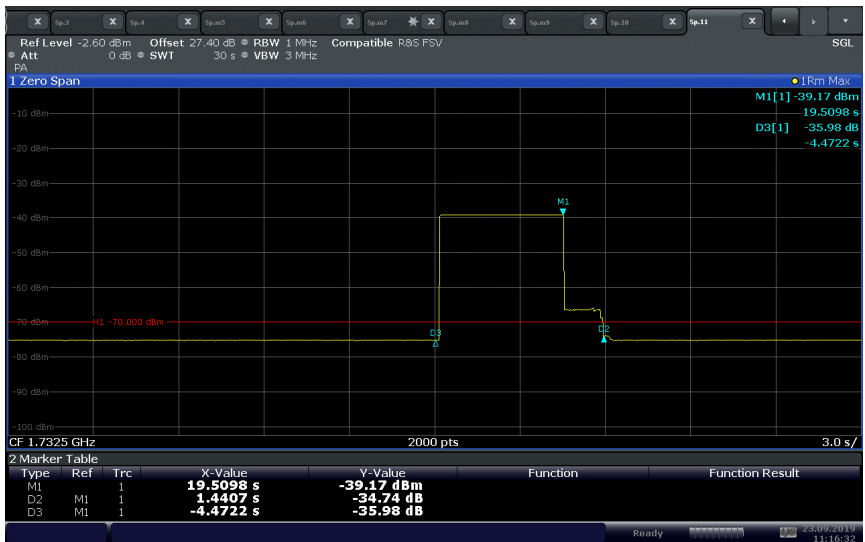 Sp.3 Sp.4 Sp.m5 Sp.m6 Sp.m7 Sp.m8 Sp.m9 Sp.10 Sp.11
Ref Level -2.60 dBm Offset 27.40 dB RBW 1 MHz Compatible R&S FSV SGL
Att 0 dB SWT 30 s VBW 3 MHz
PA
1 Zero Span 1Rm Max
M1[1] -39.17 dBm
19.5098 s
D3[1] -35.98 dB
-4.4722 s
-10 dBm
-20 dBm
-30 dBm
M1
-40 dBm
-50 dBm
-60 dBm
-70 dBm H1 -70.000 dBm
D3 D2
-80 dBm
-90 dBm
-100 dBm
CF 1.7325 GHz 2000 pts 3.0 s/
2 Marker Table
Type Ref Trc X-Value Y-Value Function Function Result
M1 1 19.5098 s -39.17 dBm
D2 M1 1 1.4407 s -34.74 dB
D3 M1 1 -4.4722 s -35.98 dB
Ready 23.09.2019
11:16:32